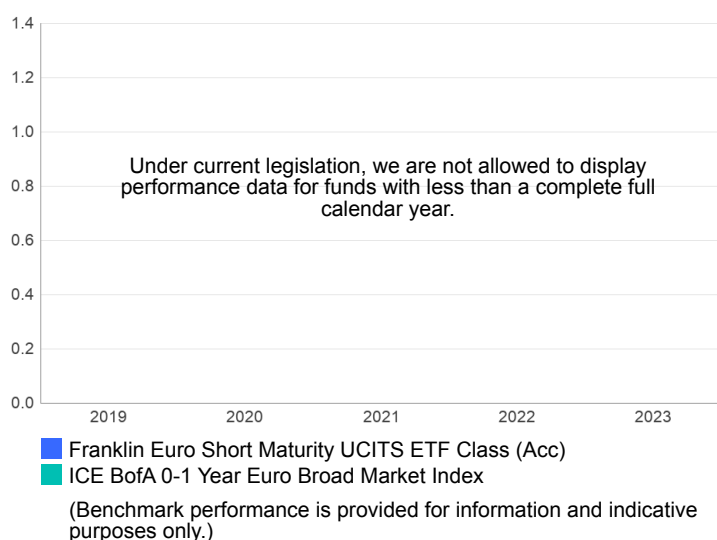 1.4
1.2
1.0
Under current legislation, we are not allowed to display
performance data for funds with less than a complete full
calendar year.
0.8
0.6
0.4
0.2
0.0
2019 2020 2021 2022 2023
Franklin Euro Short Maturity UCITS ETF Class (Acc)
ICE BofA 0-1 Year Euro Broad Market Index
(Benchmark performance is provided for information and indicative
purposes only.)